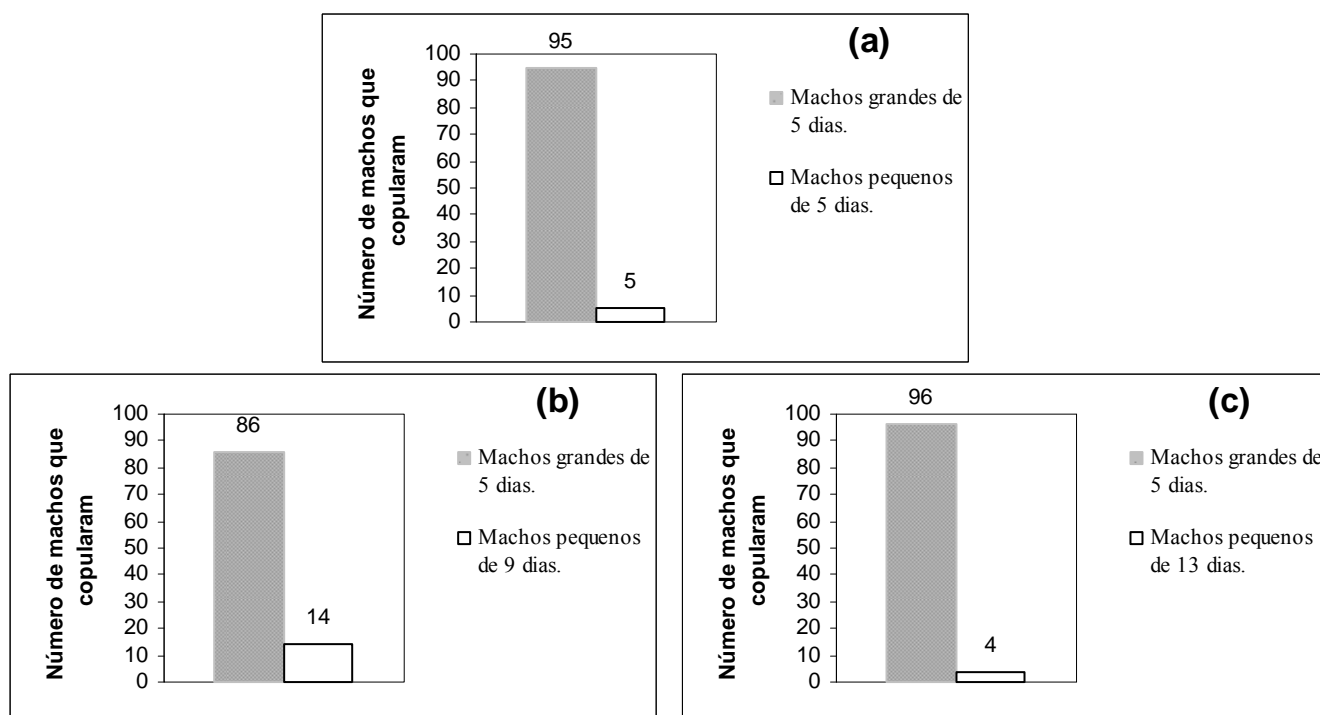 (a)
95
Número de machos que
copularam
100
90
80
70
60
50
40
30
20
10
0
5
Machos grandes de
5 dias.
Machos pequenos
de 5 dias.
(b)
86
Número de machos que
copularam
100
90
80
70
60
50
40
30
20
10
0
14
Machos grandes de
5 dias.
Machos pequenos
de 9 dias.
(c)
96
Número de machos que
copularam
100
90
80
70
60
50
40
30
20
10
0
4
Machos grandes de
5 dias.
Machos pequenos
de 13 dias.